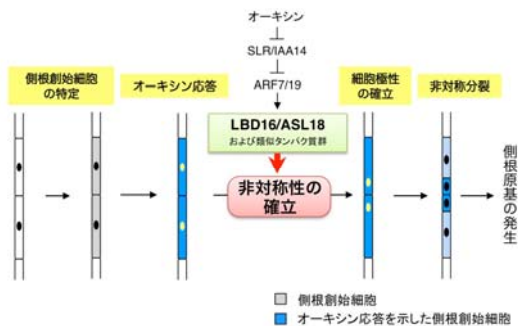 オーキシン
SLR/IAA14
ARF7/19
側根創始細胞
の特定
オーキシン応答
細胞極性
の確立
非対称分裂
LBD16/ASL18
および類似タンパク質群
非対称性の
確立
側根原基の発生
側根創始細胞
オーキシン応答を示した側根創始細胞